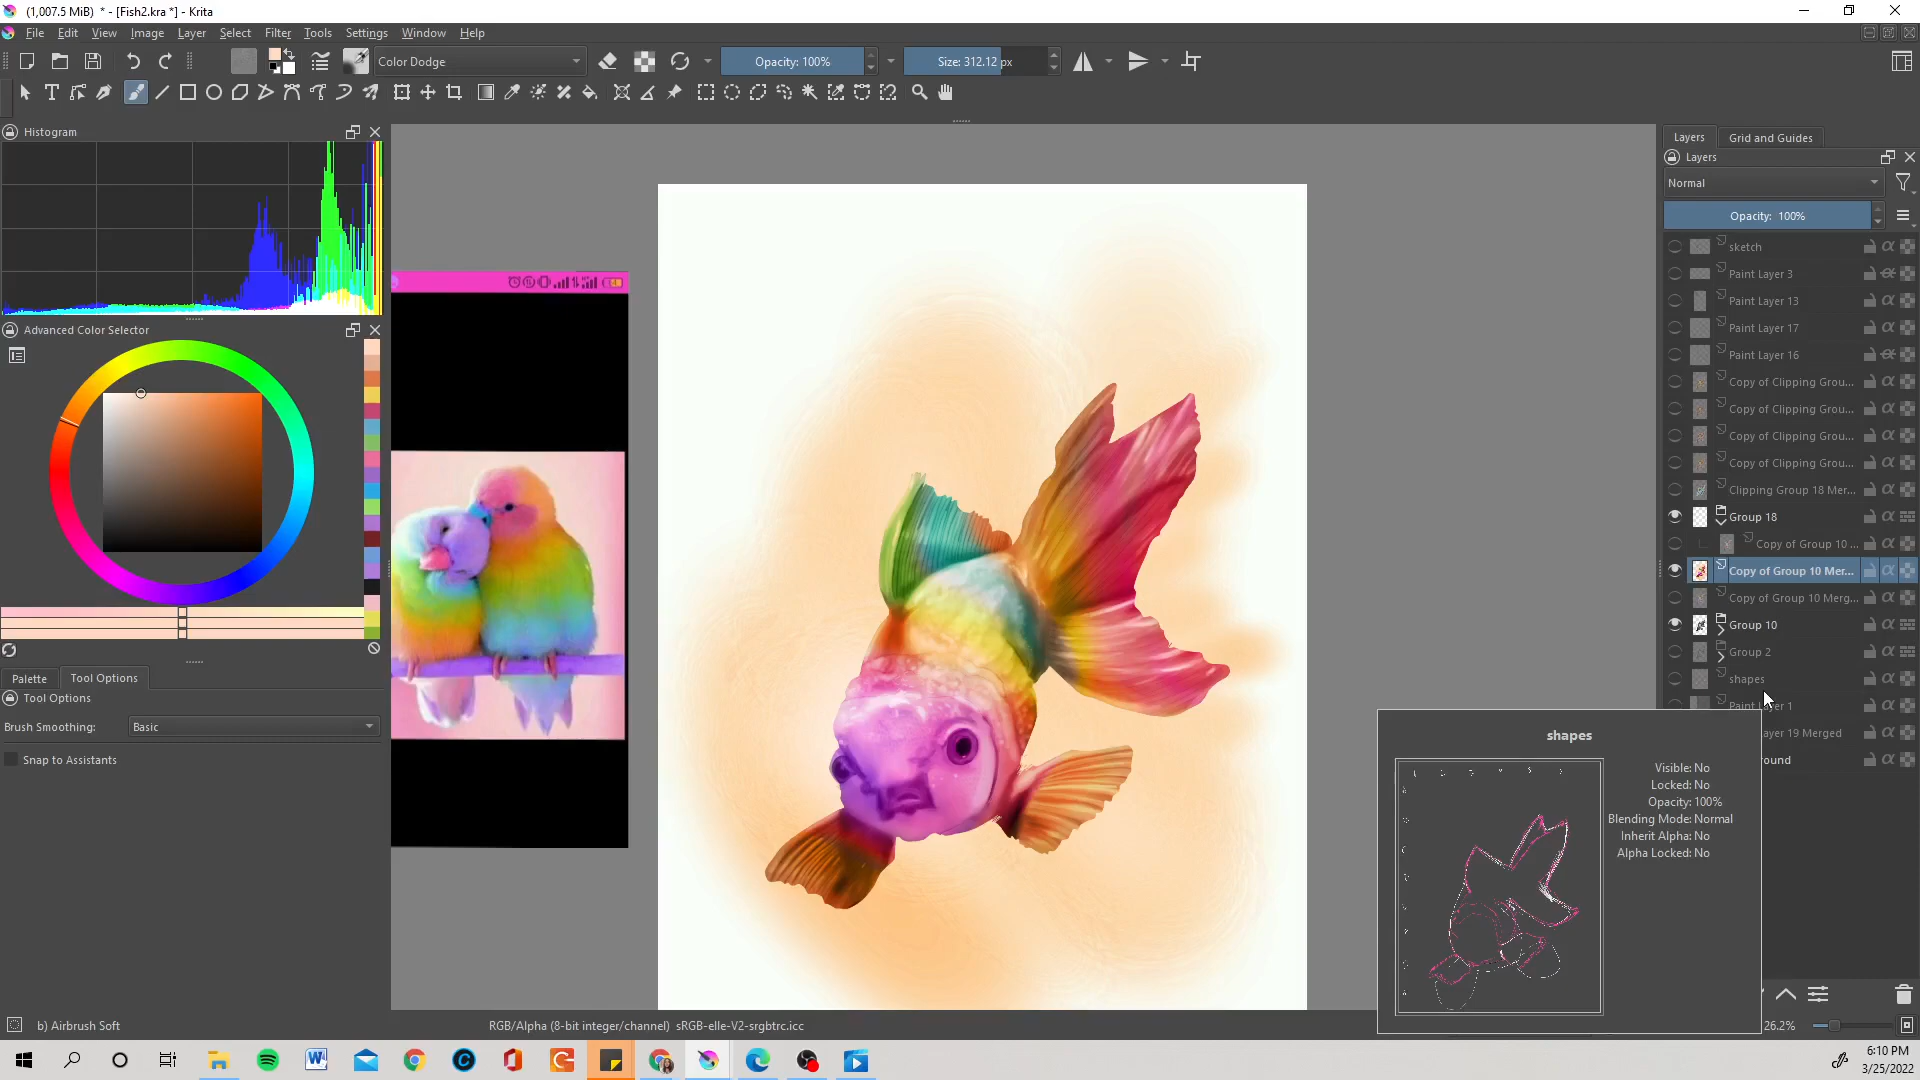 (1,007.5 MiB)  * - [Fish2.kra *] - Krita
File Edit View Image Layer Select Filter Tools Settings Window Help
Color Dodge
Opacity: 100%
Size: 312.12 px
Histogram
Layers
Grid and Guides
Layers
Normal
Opacity:  100%
sketch
Paint Layer 3
Paint Layer 13
Paint Layer 17
Paint Layer 16
Copy of Clipping Grou...
Copy of Clipping Grou...
Copy of Clipping Grou...
Copy of Clipping Grou...
Clipping Group 18 Mer...
Group 18
Copy of Group 10 ...
Copy of Group 10 Mer...
Copy of Group 10 Merg...
Group 10
Group 2
shapes
Paint Layer 1
ayer 19 Merged
ound
Advanced Color Selector
Palette
Tool Options
Tool Options
Brush Smoothing:
Basic
Snap to Assistants
shapes
Visible: No
Locked: No
Opacity: 100%
Blending Mode: Normal
Inherit Alpha: No
Alpha Locked: No
b) Airbrush Soft
RGB/Alpha (8-bit integer/channel)  sRGB-elle-V2-srgbtrc.icc
26.2%
6:10 PM
3/25/2022